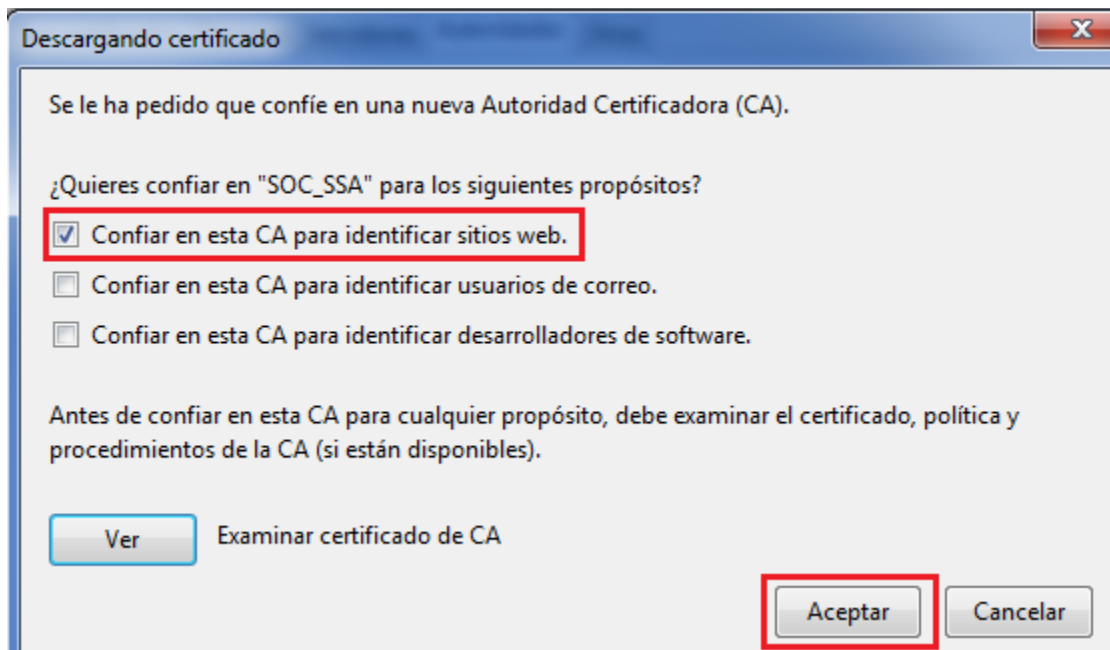 Descargando certificado
Se le ha pedido que confíe en una nueva Autoridad Certificadora (CA).
¿Quieres confiar en "SOC_SSA" para los siguientes propósitos?
Confiar en esta CA para identificar sitios web.
Confiar en esta CA para identificar usuarios de correo.
Confiar en esta CA para identificar desarrolladores de software.
Antes de confiar en esta CA para cualquier propósito, debe examinar el certificado, política y
procedimientos de la CA (si están disponibles).
Ver Examinar certificado de CA
Aceptar Cancelar